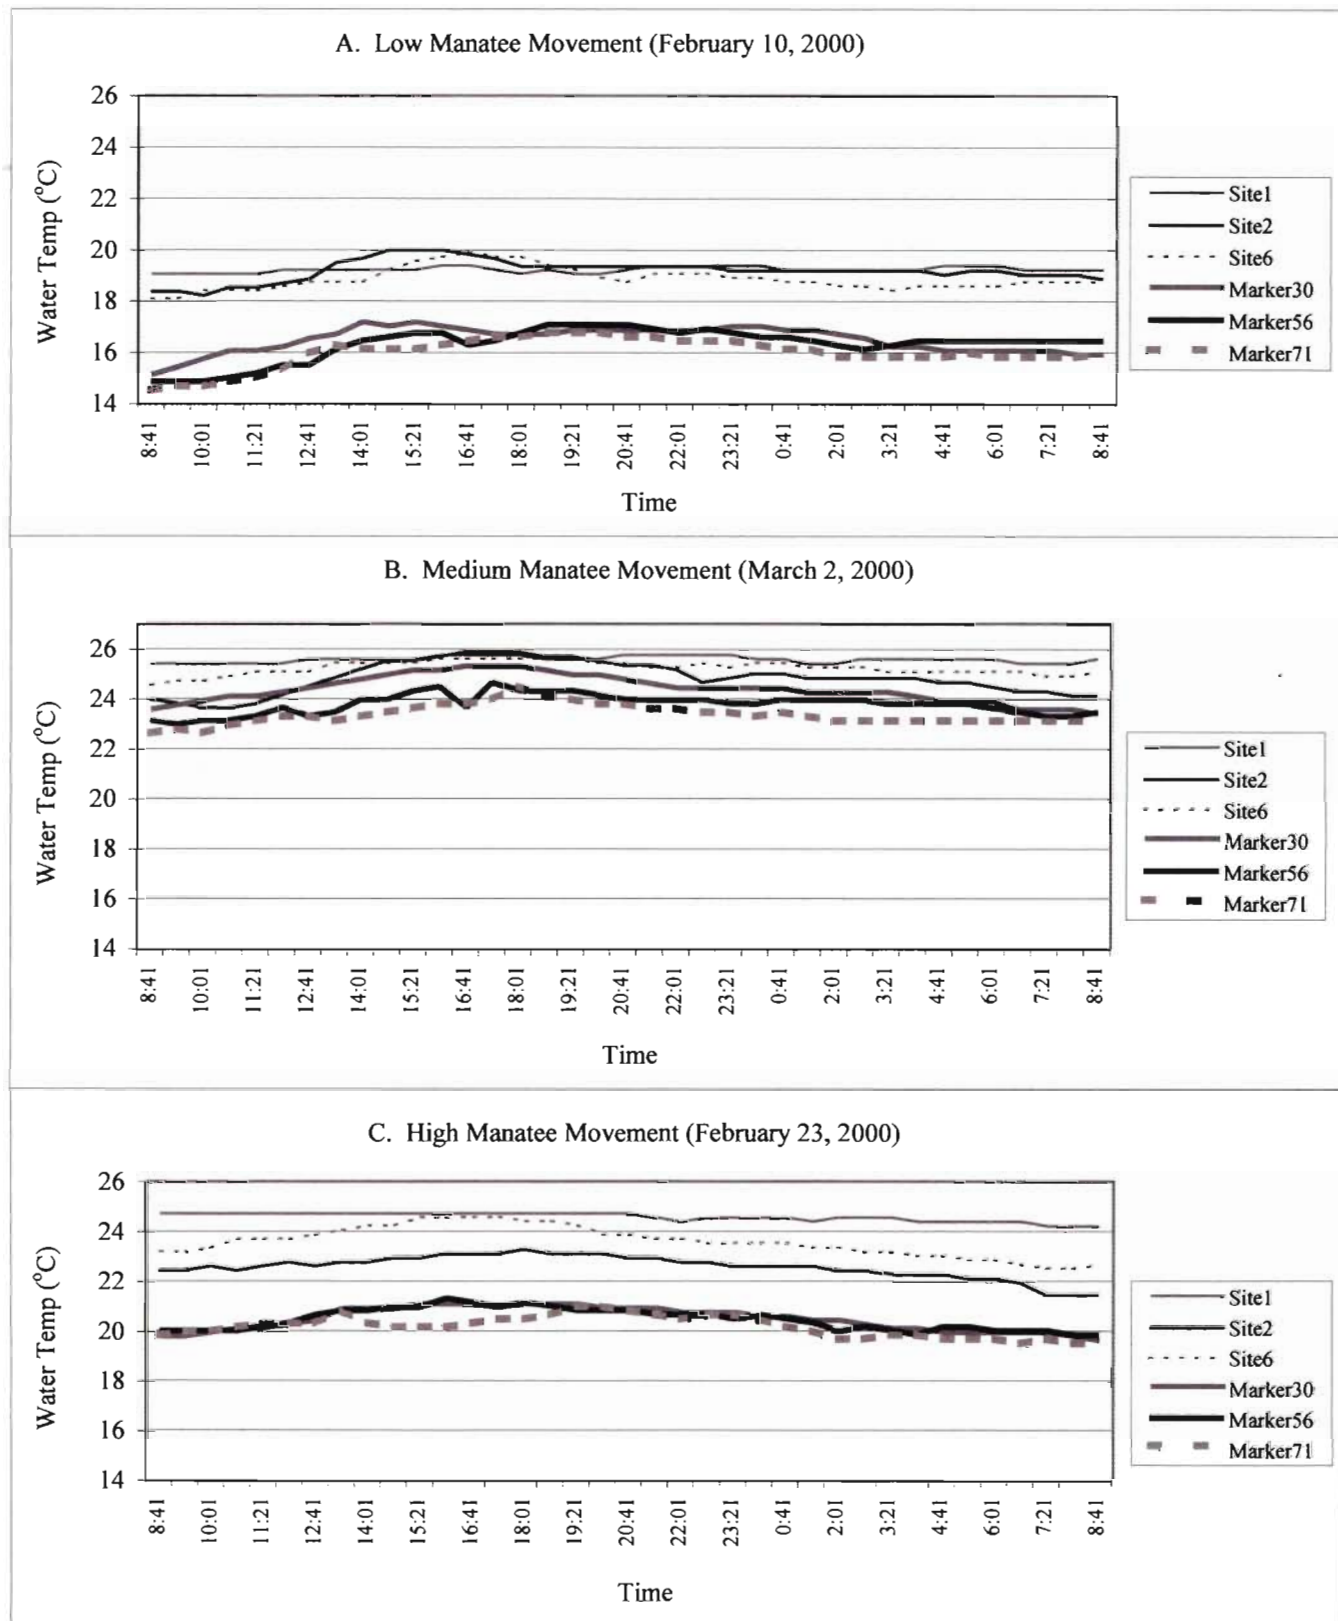 A. Low Manatee Movement (February 10, 2000)
26
24
22
20
18
16
14
Water Temp (°C)
8:41
10:01
11:21
12:41
14:01
15:21
16:41
18:01
19:21
20:41
22:01
23:21
0:41
2:01
3:21
4:41
6:01
7:21
8:41
Time
Site1
Site2
Site6
Marker30
Marker56
Marker71
B. Medium Manatee Movement (March 2, 2000)
26
24
22
20
18
16
14
Water Temp (°C)
8:41
10:01
11:21
12:41
14:01
15:21
16:41
18:01
19:21
20:41
22:01
23:21
0:41
2:01
3:21
4:41
6:01
7:21
8:41
Time
Site1
Site2
Site6
Marker30
Marker56
Marker71
C. High Manatee Movement (February 23, 2000)
26
24
22
20
18
16
14
Water Temp (°C)
8:41
10:01
11:21
12:41
14:01
15:21
16:41
18:01
19:21
20:41
22:01
23:21
0:41
2:01
3:21
4:41
6:01
7:21
8:41
Time
Site1
Site2
Site6
Marker30
Marker56
Marker71